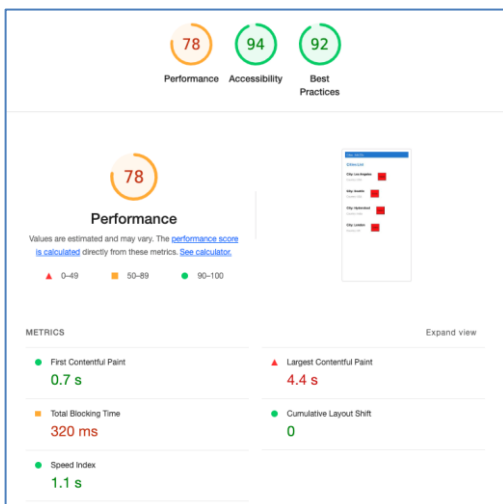 78
94
92
Performance
Accessibility
Best
Practices
78
Performance
Values are estimated and may vary. The performance score
is calculated directly from these metrics. See calculator.
0–49
50–89
90–100
METRICS
Expand view
First Contentful Paint
0.7 s
Largest Contentful Paint
4.4 s
Total Blocking Time
320 ms
Cumulative Layout Shift
0
Speed Index
1.1 s